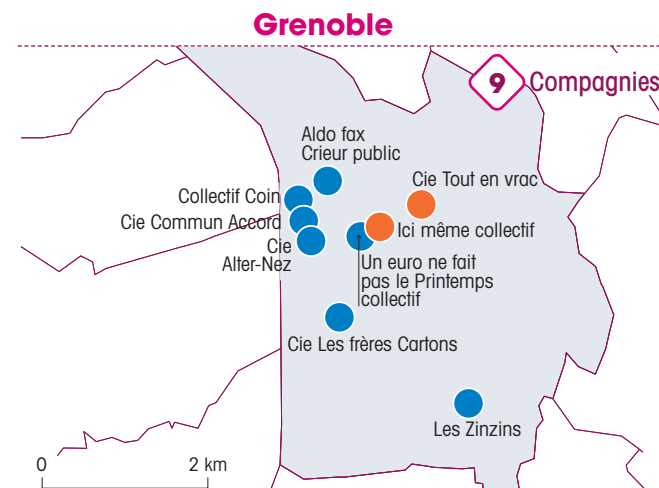 Grenoble
9 Compagnies
Aldo fax
Crieur public
Cie Tout en vrac
Collectif Coin
Cie Commun Accord
Ici même collectif
Cie
Alter-Nez
Un euro ne fait
pas le Printemps
collectif
Cie Les frères Cartons
Les Zinzins
0 2 km